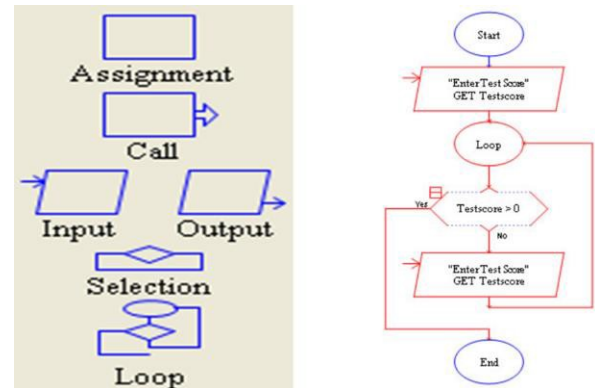 Assignment
Call
Input Output
Selection
Loop
Start
"Enter Test Score"
GET Testscore
Loop
Testscore > 0
Yes
No
"Enter Test Score"
GET Testscore
End